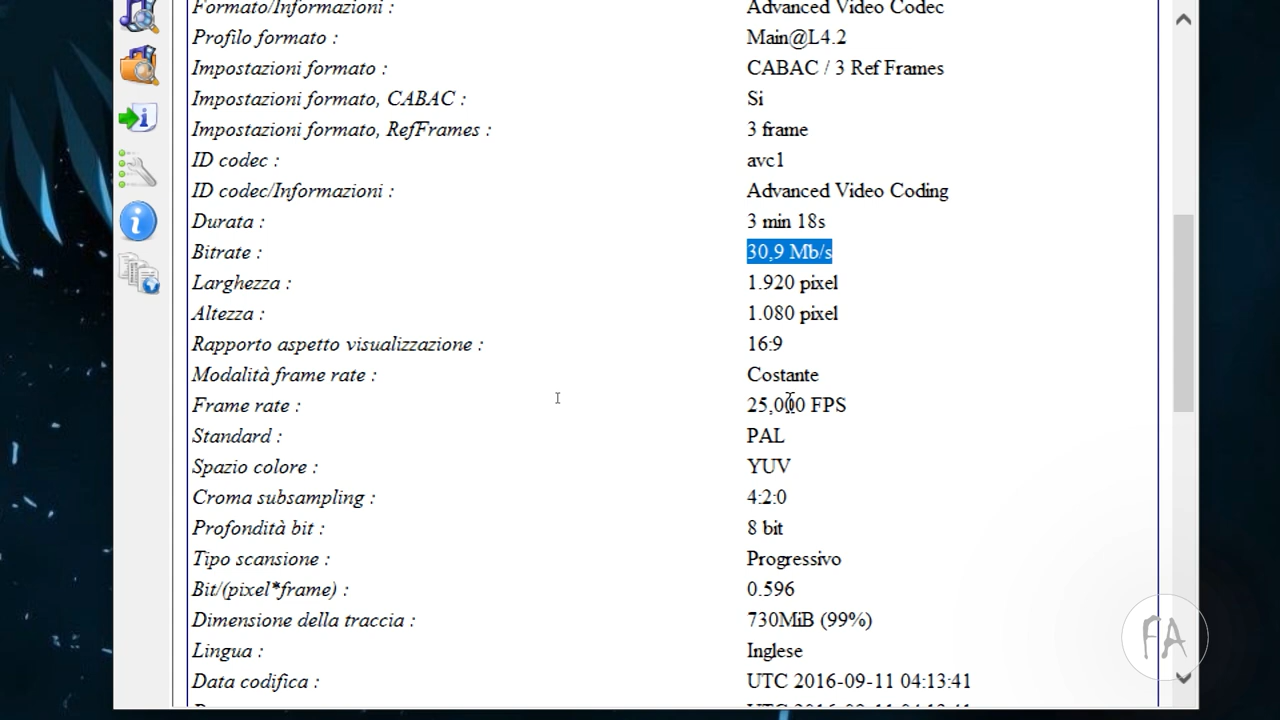 Formato/Informazioni : Advanced Video Codec
Profilo formato : Main@L4.2
Impostazioni formato : CABAC / 3 Ref Frames
Impostazioni formato, CABAC : Si
Impostazioni formato, RefFrames : 3 frame
ID codec : avc1
ID codec/Informazioni : Advanced Video Coding
Durata : 3 min 18s
Bitrate : 30,9 Mb/s
Larghezza : 1.920 pixel
Altezza : 1.080 pixel
Rapporto aspetto visualizzazione : 16:9
Modalità frame rate : Costante
Frame rate : 25,000 FPS
Standard : PAL
Spazio colore : YUV
Croma subsampling : 4:2:0
Profondità bit : 8 bit
Tipo scansione : Progressivo
Bit/(pixel*frame) : 0.596
Dimensione della traccia : 730MiB (99%)
Lingua : Inglese
Data codifica : UTC 2016-09-11 04:13:41
FA